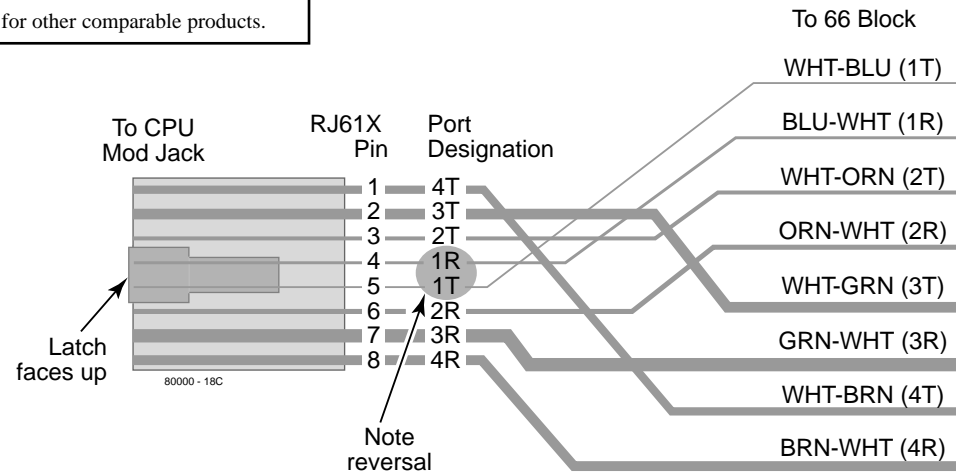 for other comparable products.
To 66 Block
WHT-BLU (1T)
BLU-WHT (1R)
WHT-ORN (2T)
ORN-WHT (2R)
WHT-GRN (3T)
GRN-WHT (3R)
WHT-BRN (4T)
BRN-WHT (4R)
To CPU
Mod Jack
RJ61X
Pin
Port
Designation
1 4T
2 3T
3 2T
4 1R
5 1T
6 2R
7 3R
8 4R
Latch
faces up
80000 - 18C
Note
reversal